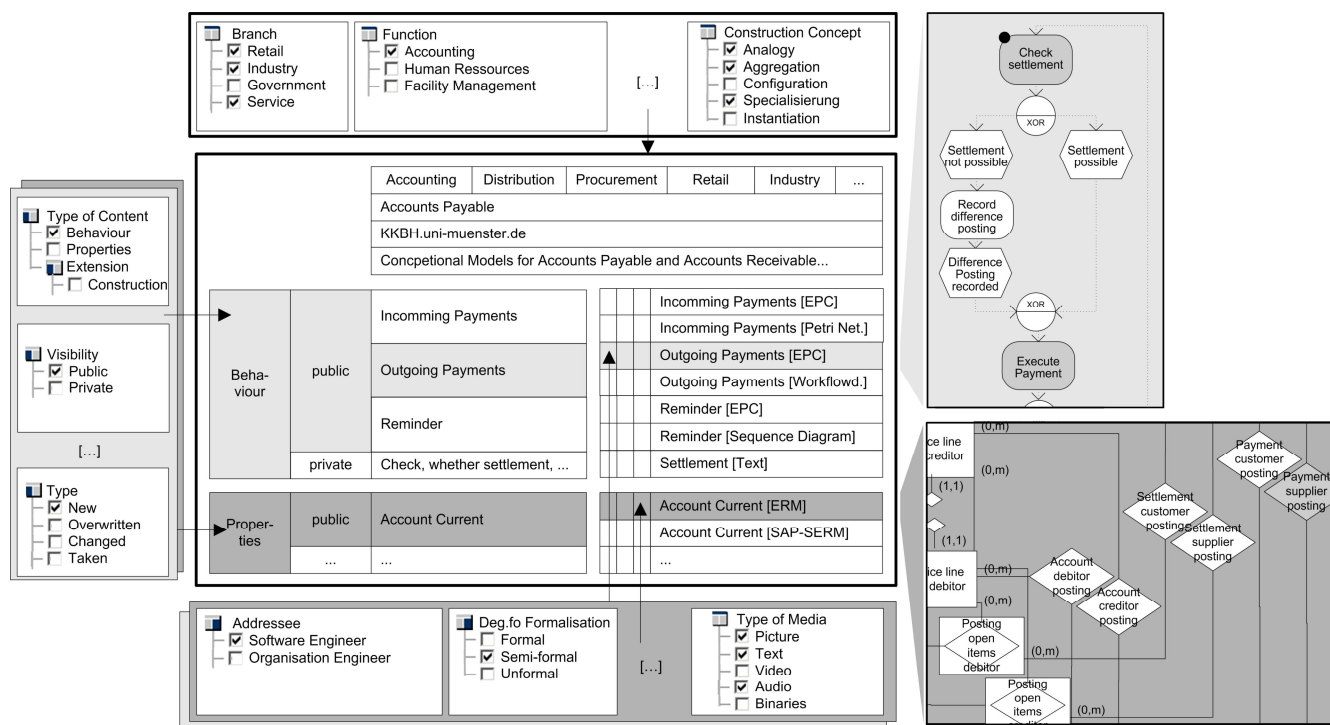 Branch
Retail
Industry
Government
Service
Function
Accounting
Human Ressources
Facility Management
[...]
Construction Concept
Analogy
Aggregation
Configuration
Specialisierung
Instantiation
Type of Content
Behaviour
Properties
Extension
Construction
Visibility
Public
Private
[...]
Type
New
Overwritten
Changed
Taken
Accounting Distribution Procurement Retail Industry ...
Accounts Payable
KKBH.uni-muenster.de
Concpetional Models for Accounts Payable and Accounts Receivable...
Beha-
viour
public
Incomming Payments
Outgoing Payments
Reminder
private
Check, whether settlement, ...
Incomming Payments [EPC]
Incomming Payments [Petri Net.]
Outgoing Payments [EPC]
Outgoing Payments [Workflowd.]
Reminder [EPC]
Reminder [Sequence Diagram]
Settlement [Text]
Proper-
ties
public
Account Current
... ...
Account Current [ERM]
Account Current [SAP-SERM]
...
Addressee
Software Engineer
Organisation Engineer
Deg.fo Formalisation
Formal
Semi-formal
Unformal
[...]
Type of Media
Picture
Text
Video
Audio
Binaries
Check
settlement
XOR
Settlement
not possible
Settlement
possible
Record
difference
posting
Difference
Posting
recorded
XOR
Execute
Payment
(0,m)
ice line
creditor
(0,m)
(1,1)
(1,1)
ice line
debitor
(0,m)
(0,m)
Payment
customer
posting
Payment
supplier
posting
Settlement
customer
posting
Settlement
supplier
posting
Account
debitor
posting
Account
creditor
posting
Posting
open
items
debitor
(0,m)
Posting
open
items
(0,m)